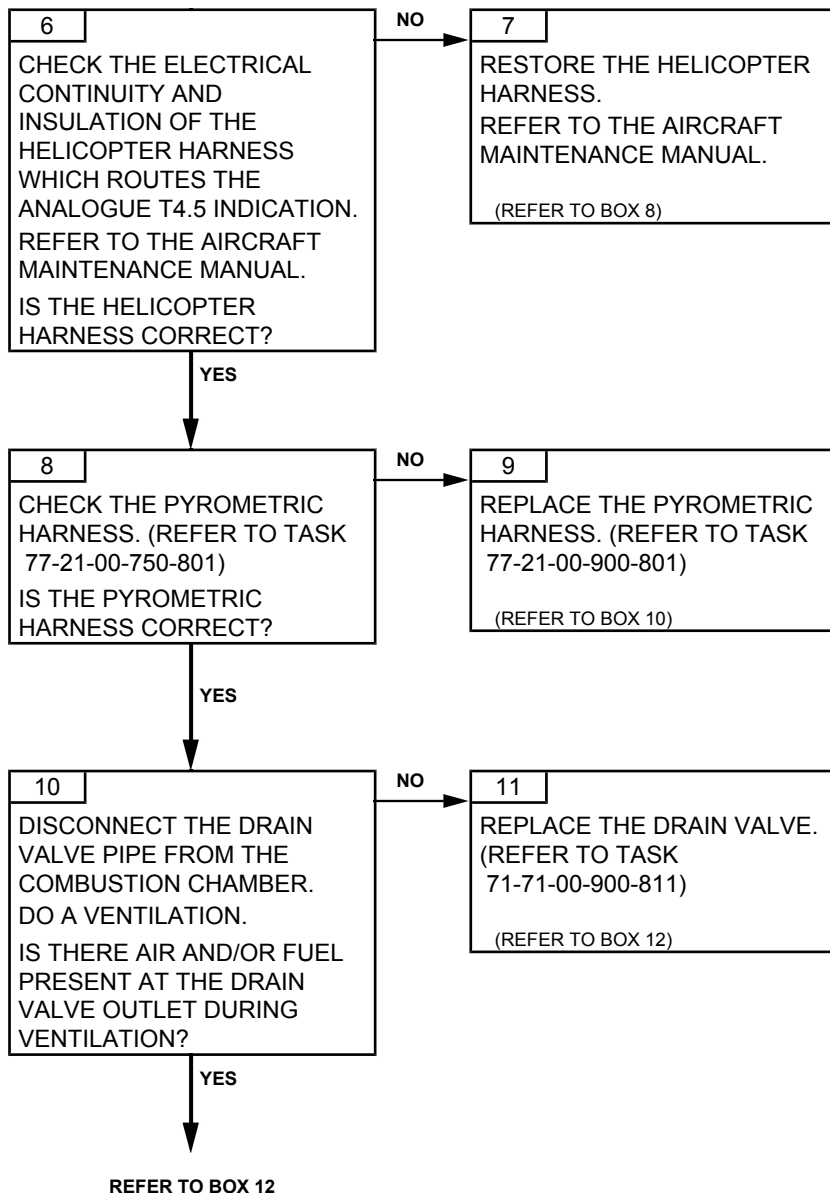 6
CHECK THE ELECTRICAL
CONTINUITY AND
INSULATION OF THE
HELICOPTER HARNESS
WHICH ROUTES THE
ANALOGUE T4.5 INDICATION.
REFER TO THE AIRCRAFT
MAINTENANCE MANUAL.
IS THE HELICOPTER
HARNESS CORRECT?
NO
7
RESTORE THE HELICOPTER
HARNESS.
REFER TO THE AIRCRAFT
MAINTENANCE MANUAL.
(REFER TO BOX 8)
YES
8
CHECK THE PYROMETRIC
HARNESS. (REFER TO TASK
77-21-00-750-801)
IS THE PYROMETRIC
HARNESS CORRECT?
NO
9
REPLACE THE PYROMETRIC
HARNESS. (REFER TO TASK
77-21-00-900-801)
(REFER TO BOX 10)
YES
10
DISCONNECT THE DRAIN
VALVE PIPE FROM THE
COMBUSTION CHAMBER.
DO A VENTILATION.
IS THERE AIR AND/OR FUEL
PRESENT AT THE DRAIN
VALVE OUTLET DURING
VENTILATION?
NO
11
REPLACE THE DRAIN VALVE.
(REFER TO TASK
71-71-00-900-811)
(REFER TO BOX 12)
YES
REFER TO BOX 12